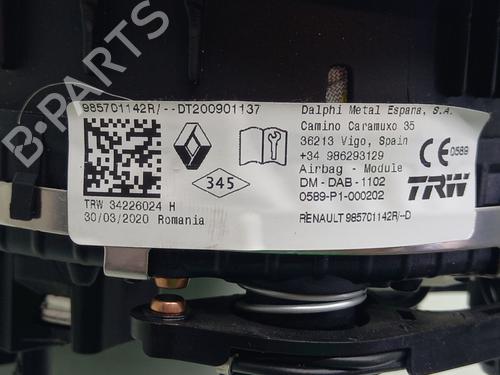 985701142R/--DT200901137
345
TRW 34226024 H
30/03/2020 Romania
Delphi Metal Espana, S.A.
Camino Caramuxo 35
36213 Vigo, Spain
+34 986293129
Airbag - Module
DM - DAB - 1102
0589-P1-000202
RENAULT 985701142R/--D
CE 0589
TRW
B-PARTS